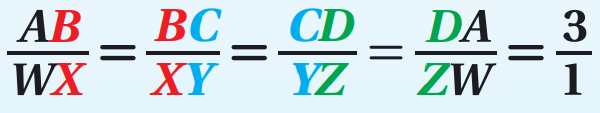 AB/WX = BC/XY = CD/YZ = DA/ZW = 3/1